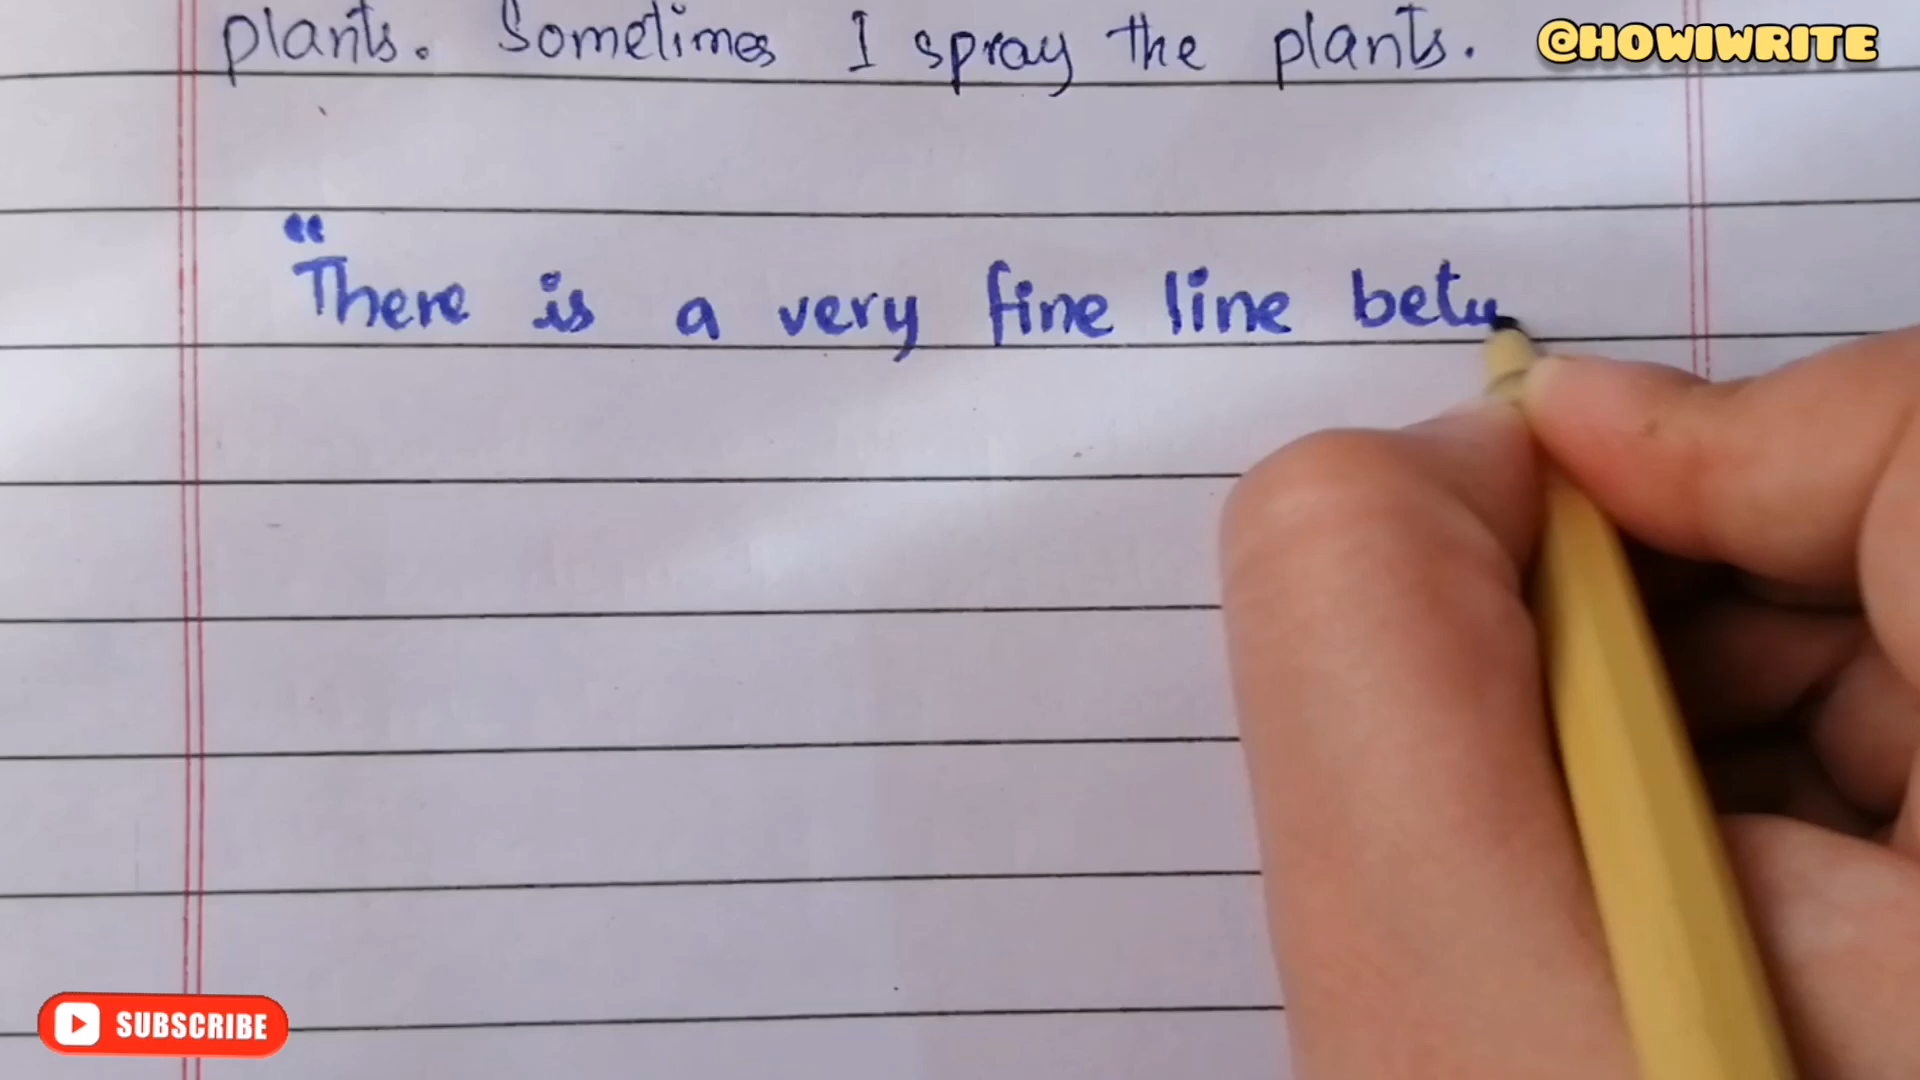 plants. Sometimes I spray the plants.
@HOWIWRITE
“There is a very fine line betw
SUBSCRIBE